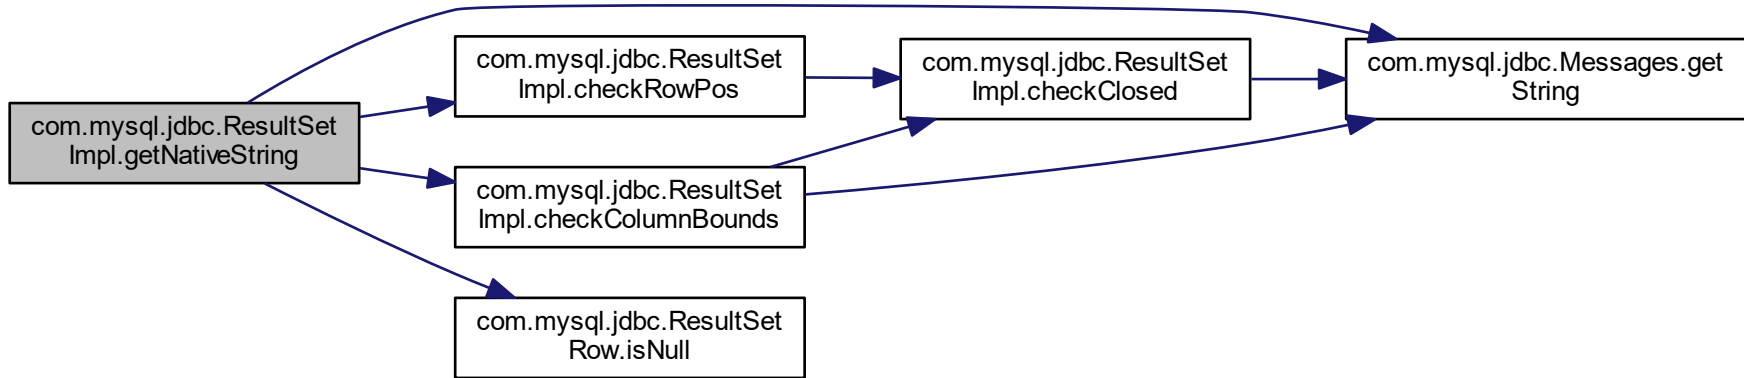 com.mysql.jdbc.ResultSet
Impl.getNativeString
com.mysql.jdbc.ResultSet
Impl.checkRowPos
com.mysql.jdbc.ResultSet
Impl.checkColumnBounds
com.mysql.jdbc.ResultSet
Row.isNull
com.mysql.jdbc.ResultSet
Impl.checkClosed
com.mysql.jdbc.Messages.get
String